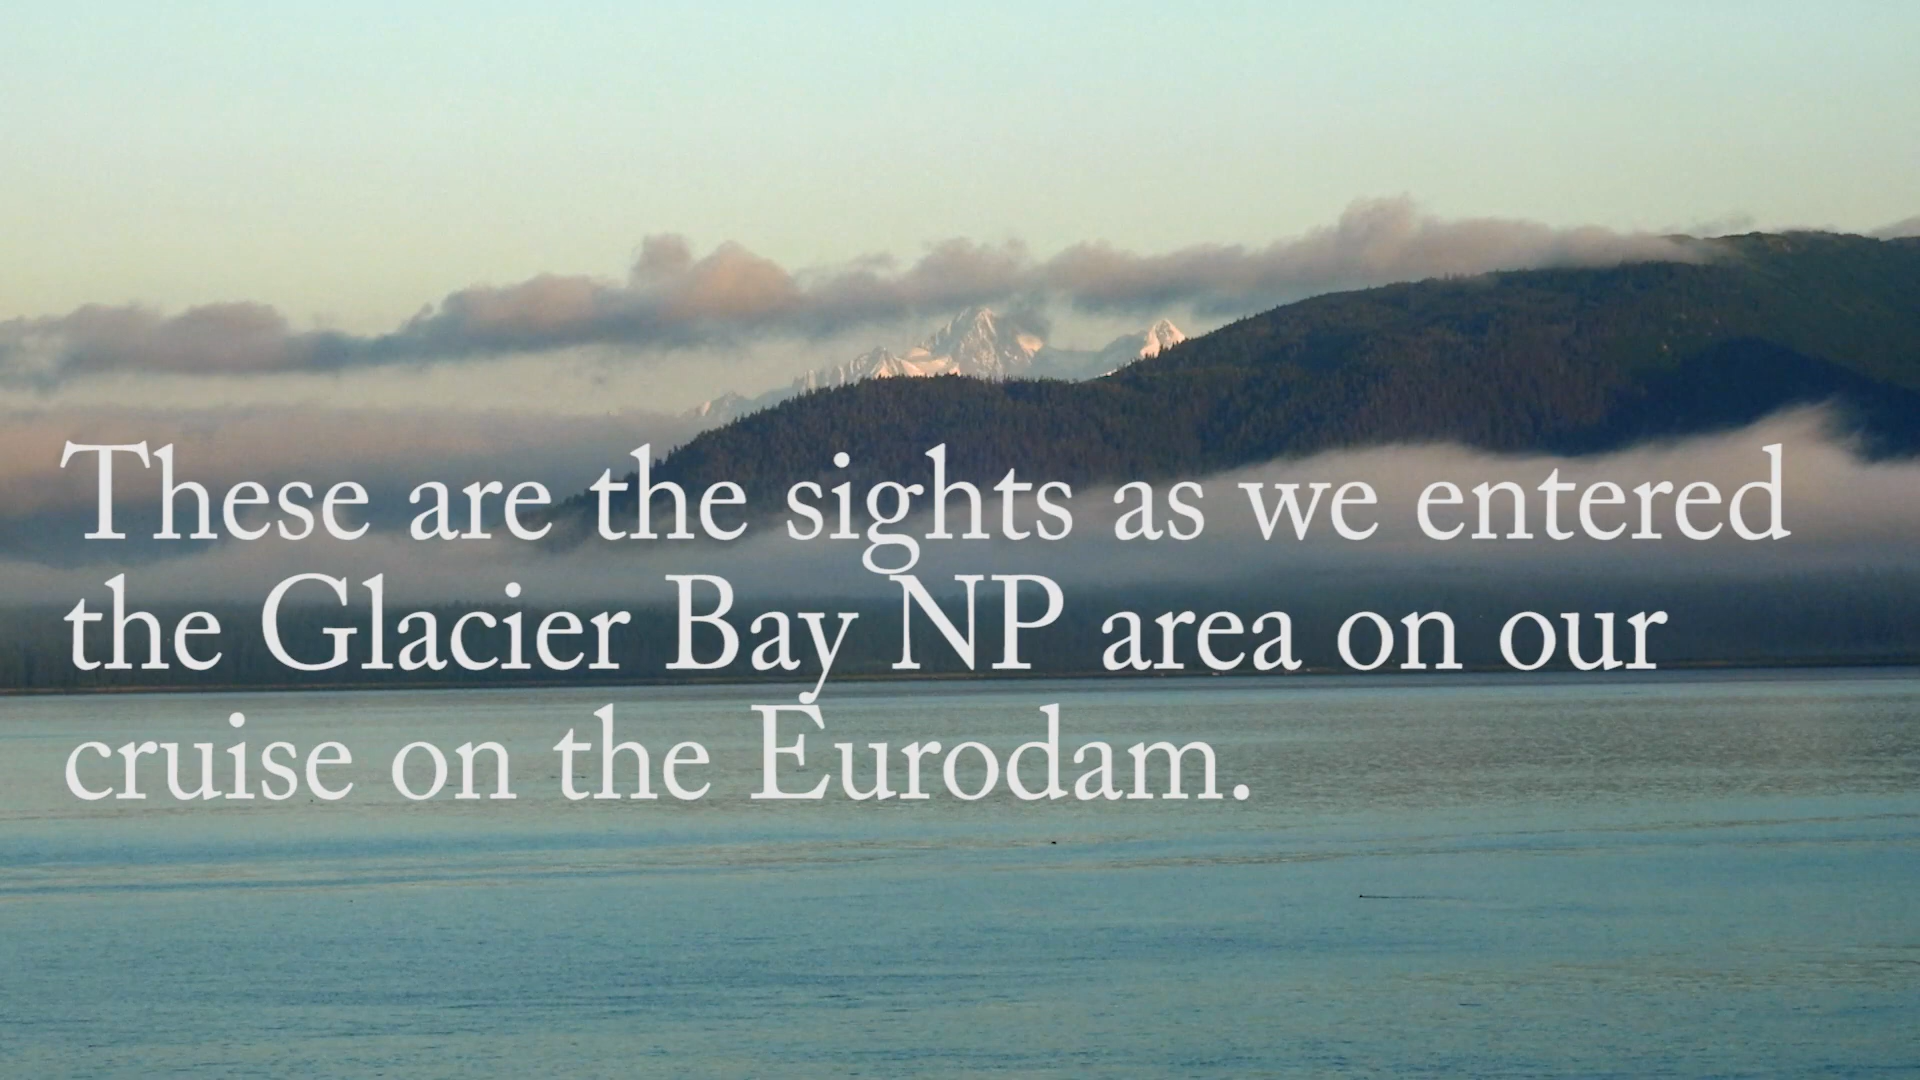 These are the sights as we entered
the Glacier Bay NP area on our
cruise on the Eurodam.